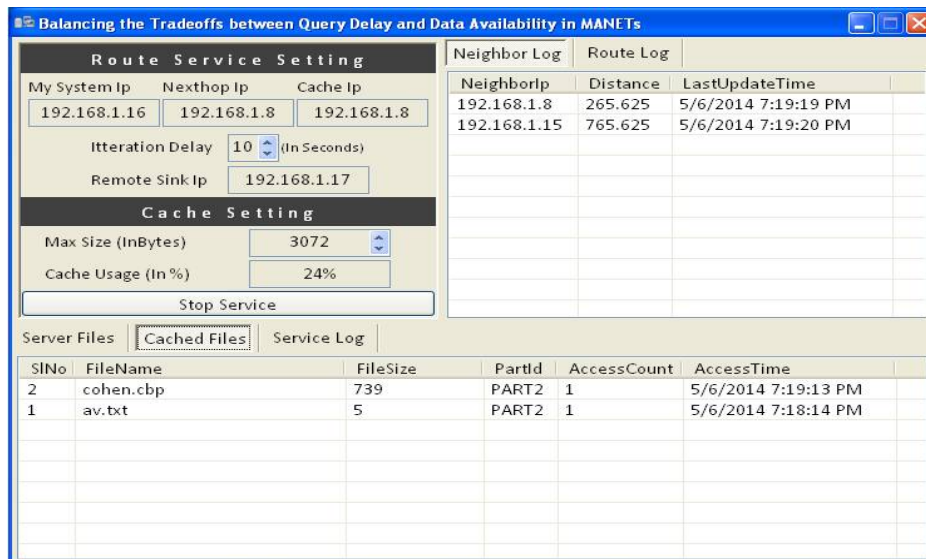 Balancing the Tradeoffs between Query Delay and Data Availability in MANETs
Route Service Setting
My System Ip Nexthop Ip Cache Ip
192.168.1.16 192.168.1.8 192.168.1.8
Itteration Delay 10 (In Seconds)
Remote Sink Ip 192.168.1.17
Cache Setting
Max Size (InBytes) 3072
Cache Usage (In %) 24%
Stop Service
Neighbor Log Route Log
NeighborIp Distance LastUpdateTime
192.168.1.8 265.625 5/6/2014 7:19:19 PM
192.168.1.15 765.625 5/6/2014 7:19:20 PM
Server Files Cached Files Service Log
SlNo FileName FileSize PartId AccessCount AccessTime
2 cohen.cbp 739 PART2 1 5/6/2014 7:19:13 PM
1 av.txt 5 PART2 1 5/6/2014 7:18:14 PM